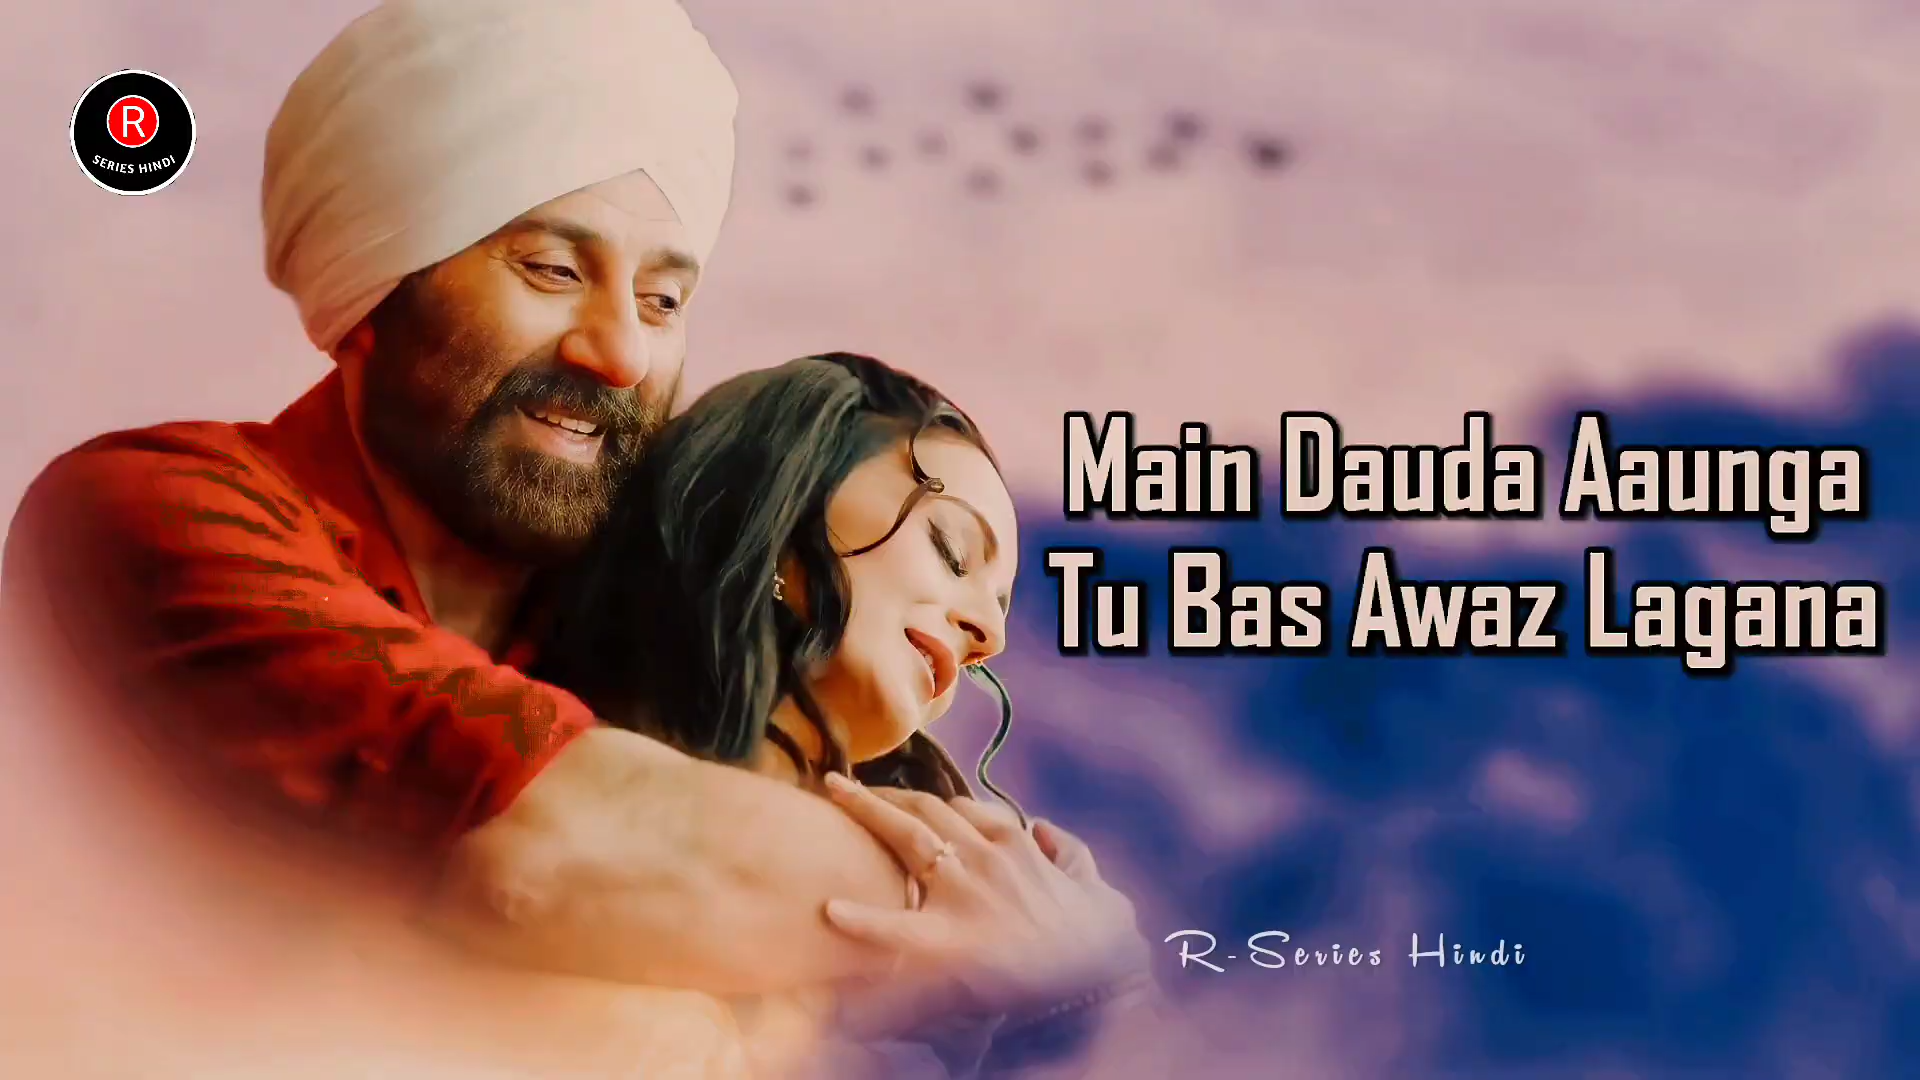 R
SERIES HINDI
Main Dauda Aaunga
Tu Bas Awaz Lagana
R-Series Hindi